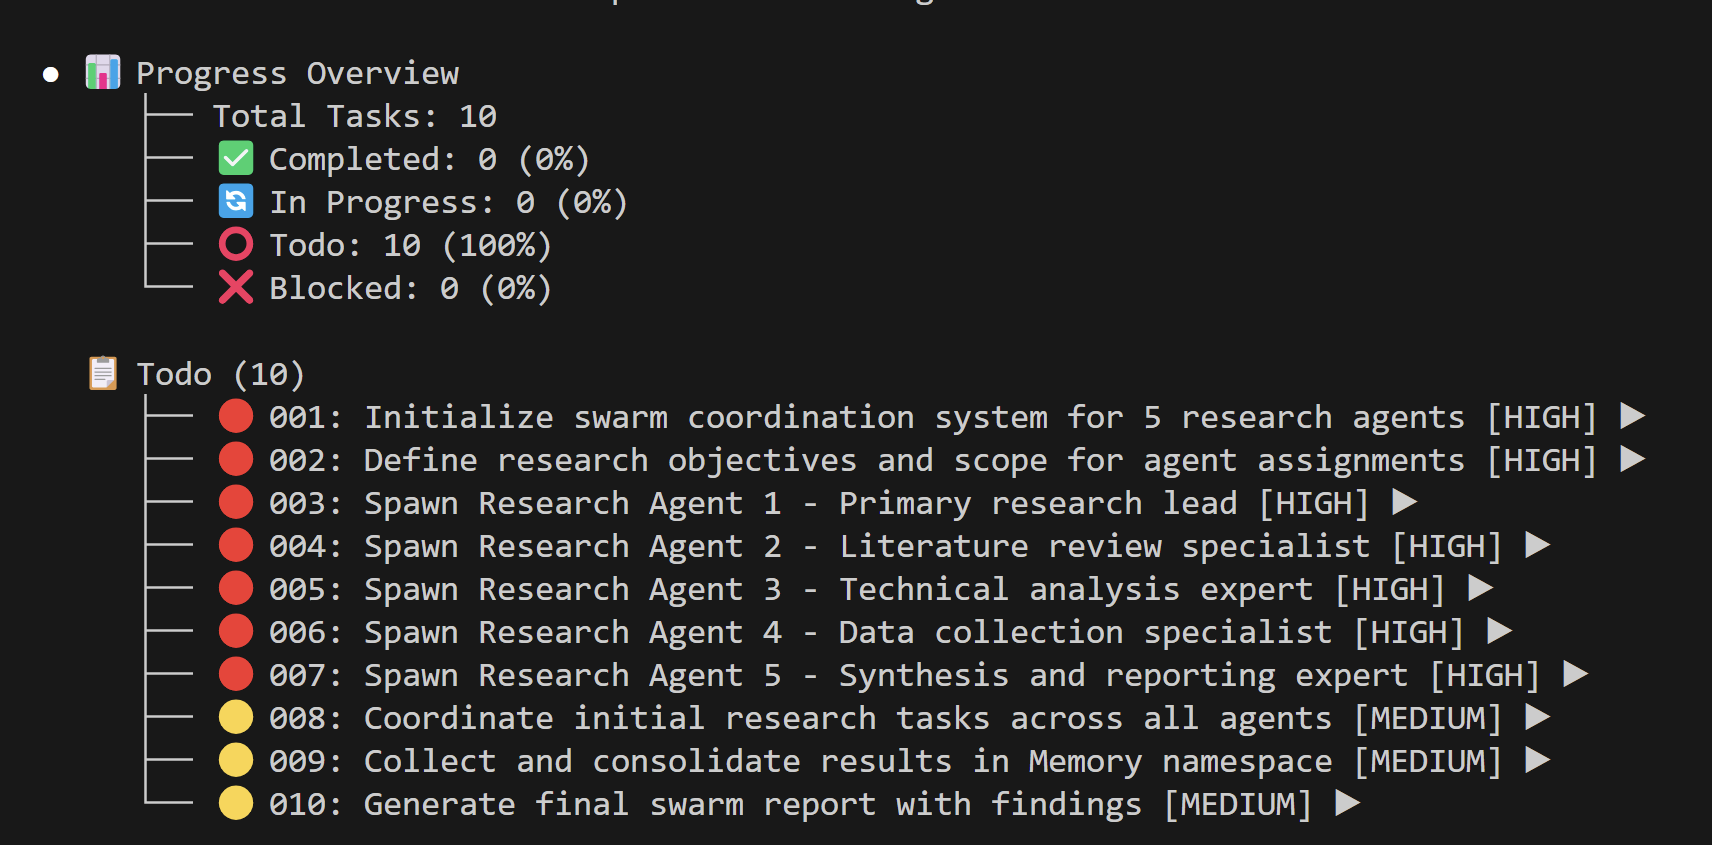 Progress Overview
Total Tasks: 10
Completed: 0 (0%)
In Progress: 0 (0%)
Todo: 10 (100%)
Blocked: 0 (0%)
Todo (10)
001: Initialize swarm coordination system for 5 research agents [HIGH] ▶
002: Define research objectives and scope for agent assignments [HIGH] ▶
003: Spawn Research Agent 1 - Primary research lead [HIGH] ▶
004: Spawn Research Agent 2 - Literature review specialist [HIGH] ▶
005: Spawn Research Agent 3 - Technical analysis expert [HIGH] ▶
006: Spawn Research Agent 4 - Data collection specialist [HIGH] ▶
007: Spawn Research Agent 5 - Synthesis and reporting expert [HIGH] ▶
008: Coordinate initial research tasks across all agents [MEDIUM] ▶
009: Collect and consolidate results in Memory namespace [MEDIUM] ▶
010: Generate final swarm report with findings [MEDIUM] ▶